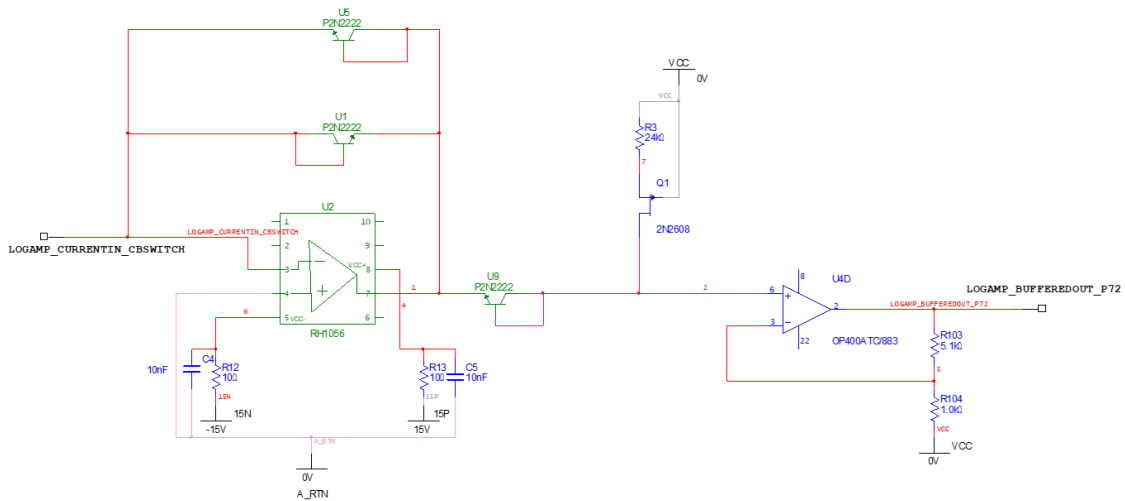 U5
P2N2222
VCC
0V
VCC
U1
P2N2222
R3
24kΩ
7
Q1
2N2608
U2
LOGAMP_CURRENTIN_CBSWITCH
LOGAMP_CURRENTIN_CBSWITCH
1
10
2
9
3
VCC+
8
4
7
5
VCC-
6
RH1056
6
1
4
U9
P2N2222
2
8
U4D
6
3
2
22
OP400ATC/883
LOGAMP_BUFFEREDOUT_P72
LOGAMP_BUFFEREDOUT_P72
R103
5.1kΩ
5
R104
1.0kΩ
VCC
VCC
0V
C4
10nF
R12
10Ω
15N
15N
-15V
R13
10Ω
15P
15P
15V
C5
10nF
A_RTN
0V
A_RTN